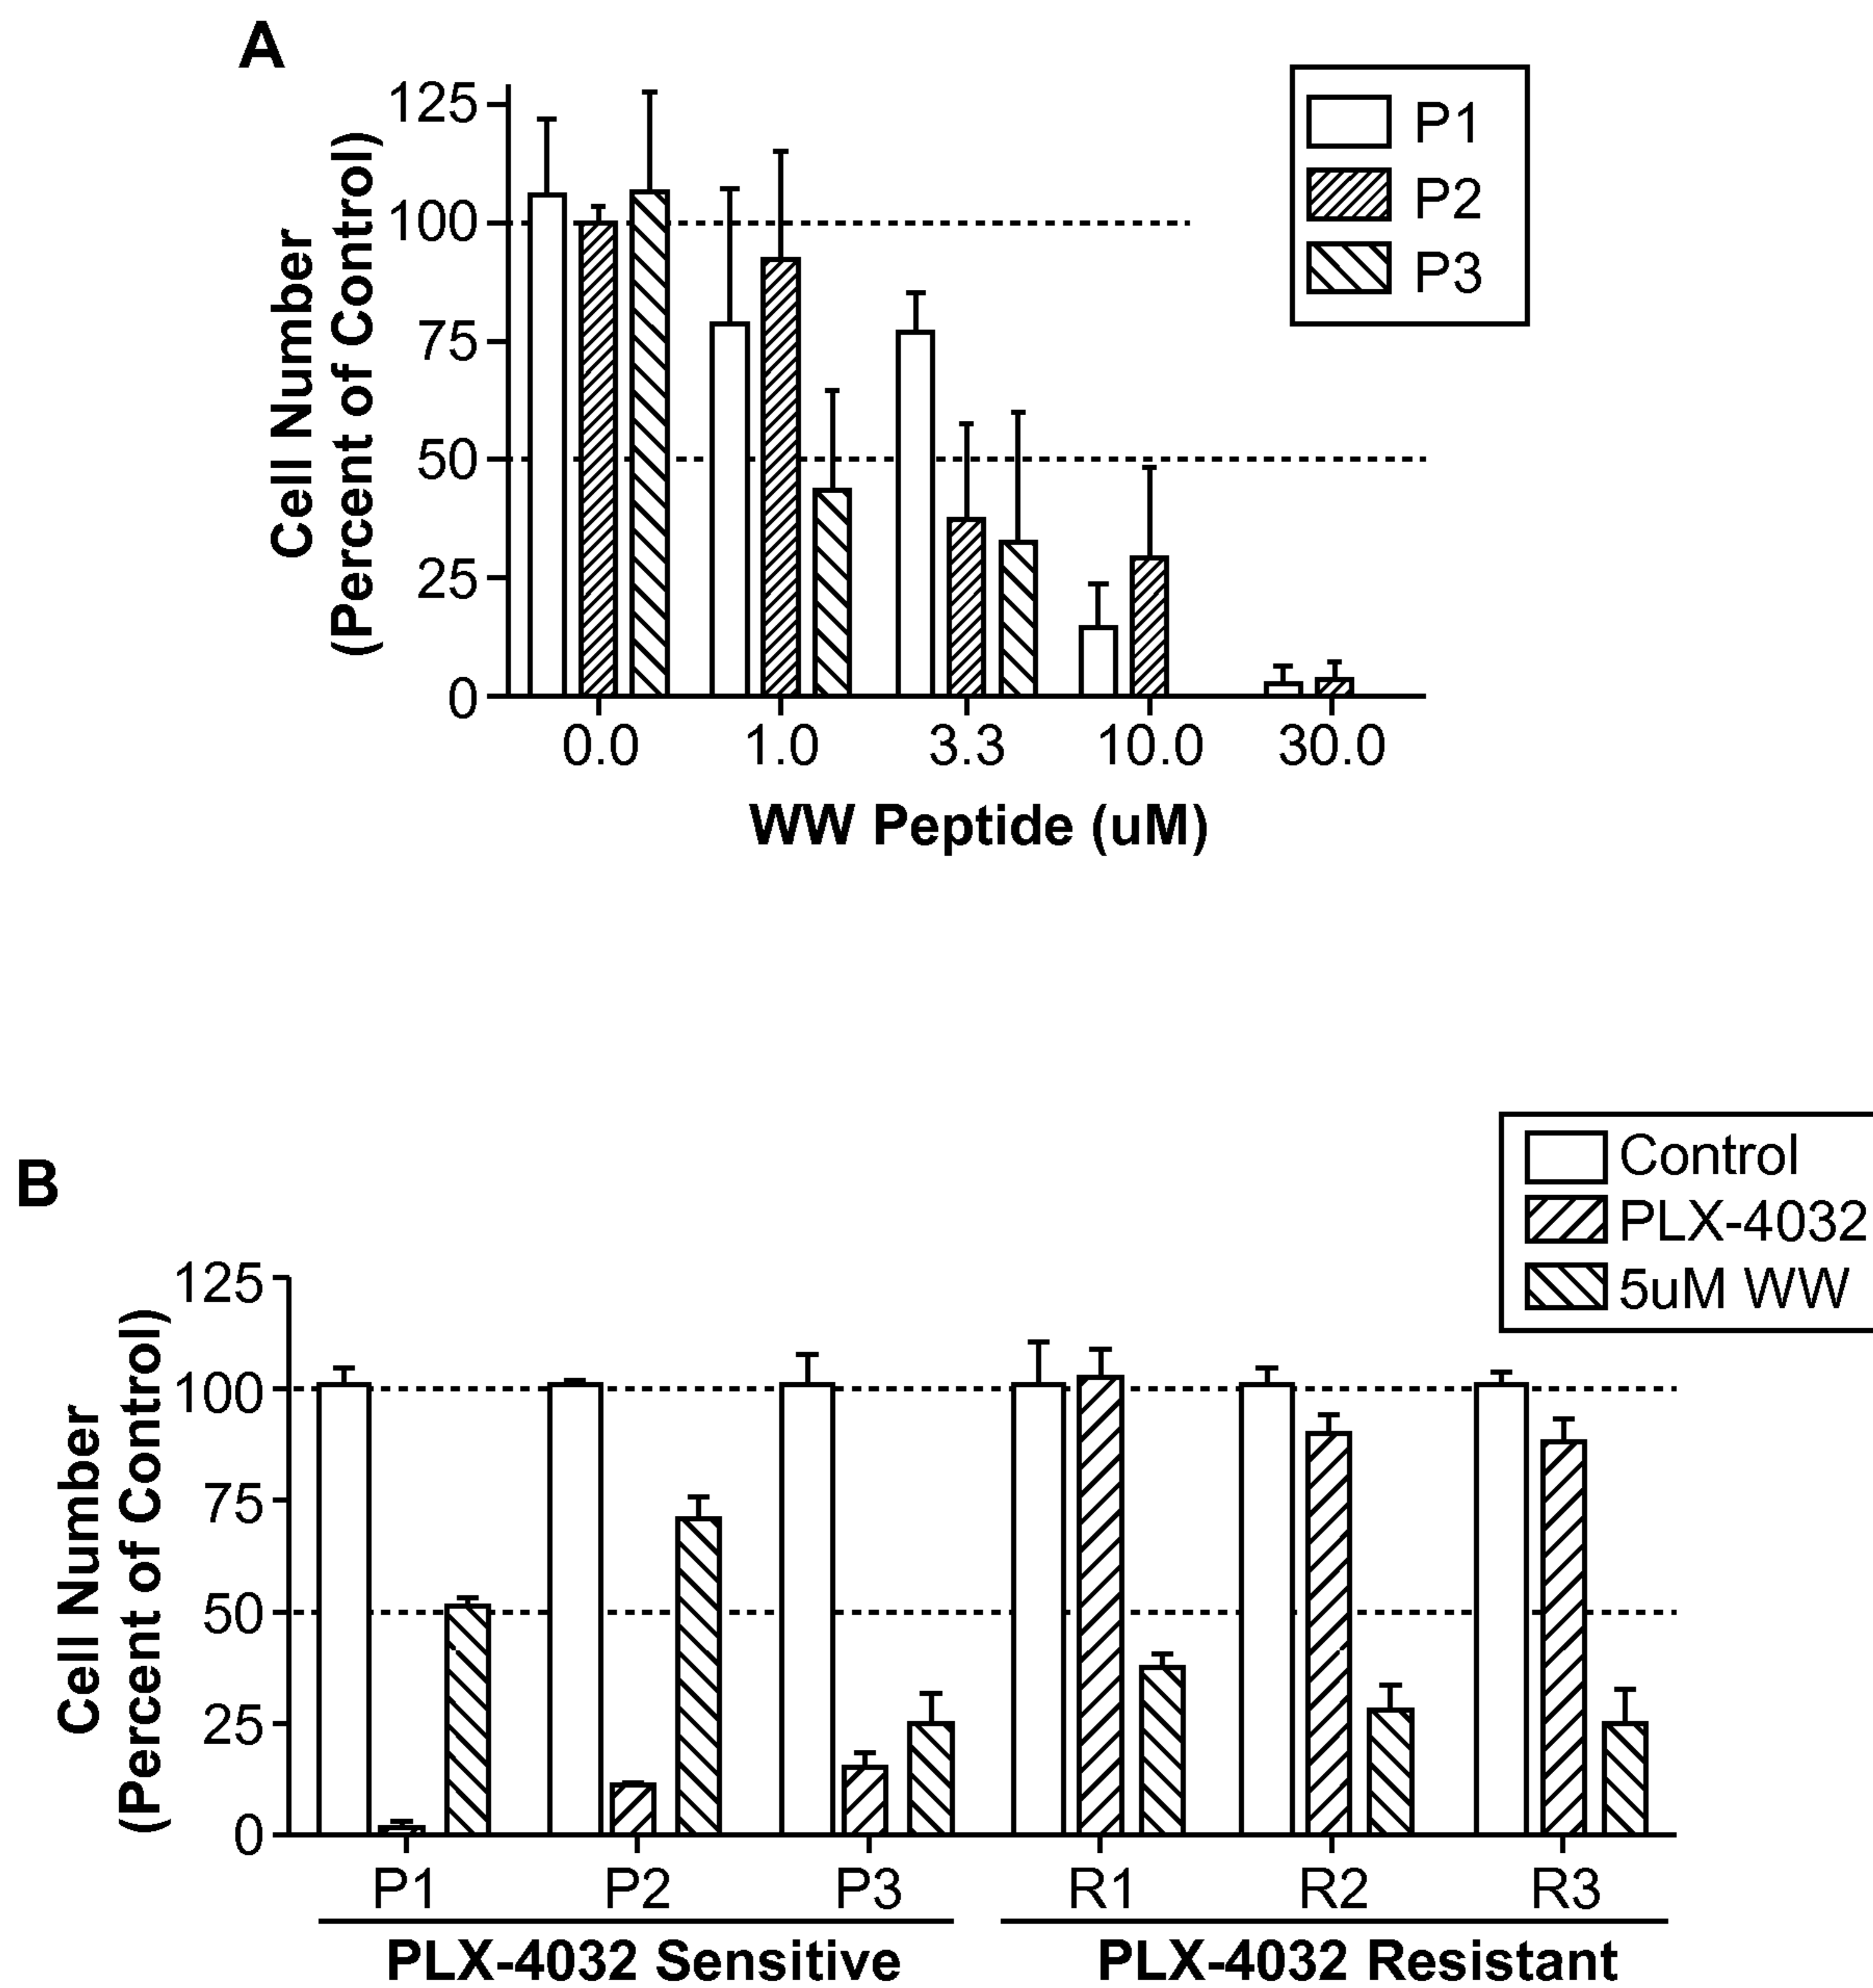 A
P1
P2
P3
Cell Number
(Percent of Control)
125
100
75
50
25
0
0.0 1.0 3.3 10.0 30.0
WW Peptide (uM)
B
Control
PLX-4032
5uM WW
Cell Number
(Percent of Control)
125
100
75
50
25
0
P1 P2 P3 R1 R2 R3
PLX-4032 Sensitive PLX-4032 Resistant